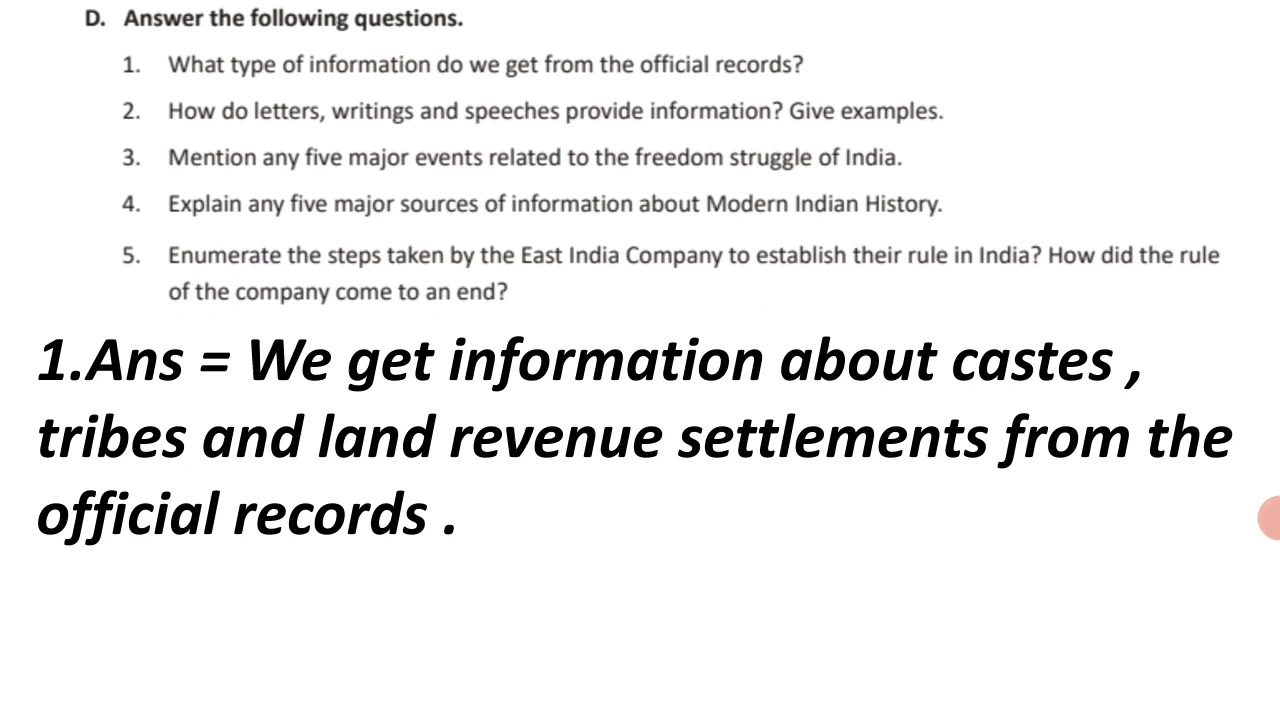 D. Answer the following questions.
1. What type of information do we get from the official records?
2. How do letters, writings and speeches provide information? Give examples.
3. Mention any five major events related to the freedom struggle of India.
4. Explain any five major sources of information about Modern Indian History.
5. Enumerate the steps taken by the East India Company to establish their rule in India? How did the rule
of the company come to an end?
1.Ans = We get information about castes ,
tribes and land revenue settlements from the
official records .